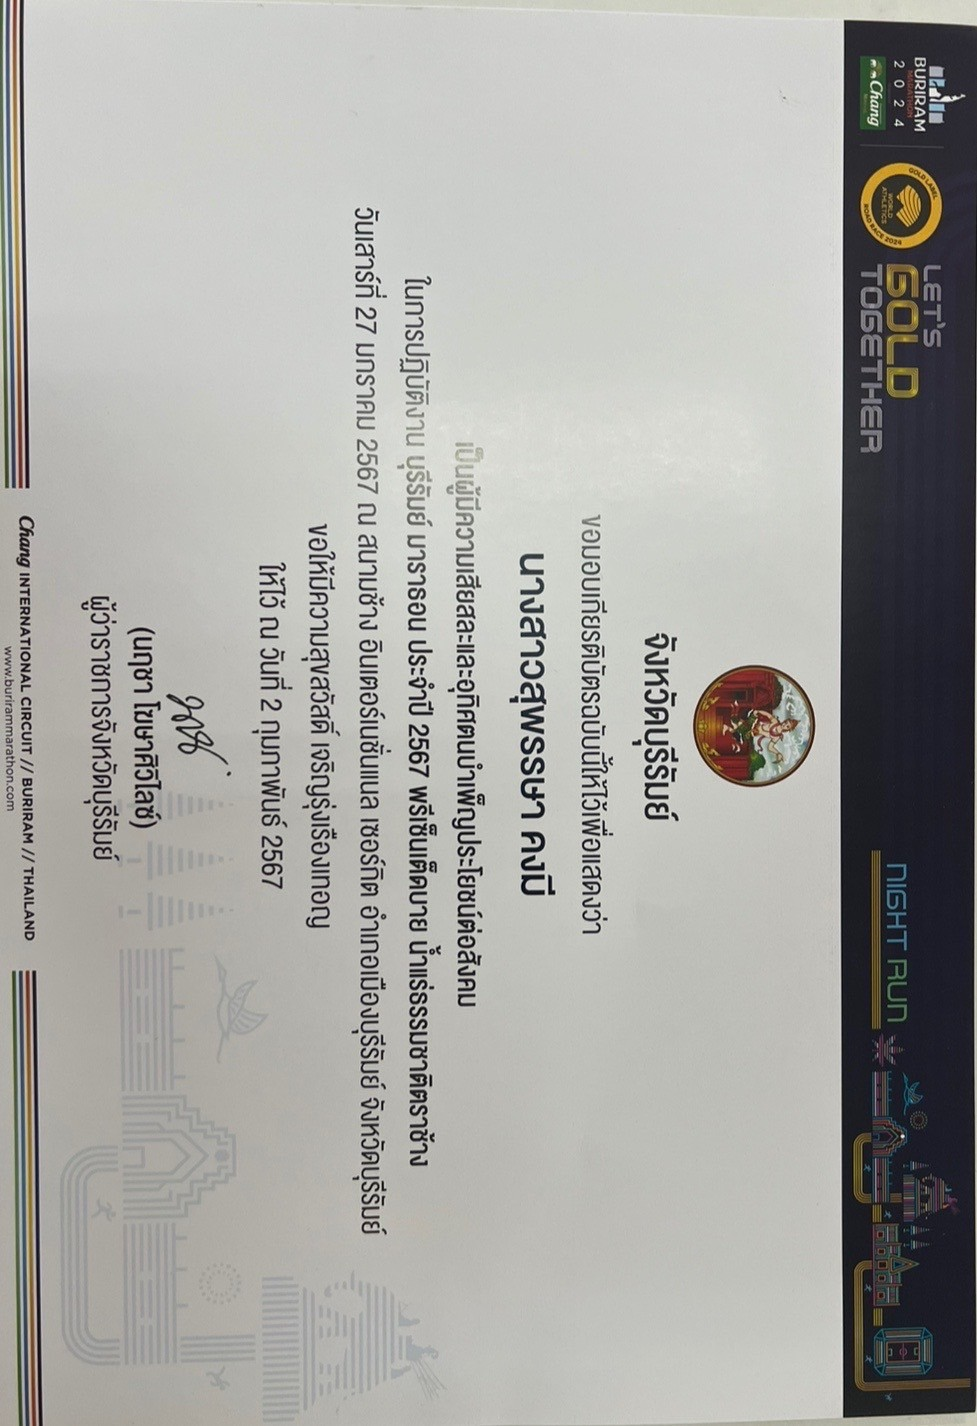 BURIRAM
MARATHON
2024
Chang
GOLD LABEL
WORLD
ATHLETICS
ROAD RACE 2024
LET'S
GOLD
TOGETHER
NIGHT RUN
จังหวัดบุรีรัมย์
ขอมอบเกียรติบัตรฉบับนี้ให้ไว้เพื่อแสดงว่า
นางสาวสุพรรษา คงมี
เป็นผู้มีความเสียสละและอุทิศตนบำเพ็ญประโยชน์ต่อสังคม
ในการปฏิบัติงาน บุรีรัมย์ มาราธอน ประจำปี 2567 พรีเซ็นเต็ดบาย น้ำแร่ธรรมชาติตราช้าง
วันเสาร์ที่ 27 มกราคม 2567 ณ สนามช้าง อินเตอร์เนชั่นแนล เซอร์กิต อำเภอเมืองบุรีรัมย์ จังหวัดบุรีรัมย์
ขอให้มีความสุขสวัสดิ์ เจริญรุ่งเรืองเทอญ
ให้ไว้ ณ วันที่ 2 กุมภาพันธ์ 2567
(นฤชา โฆษาศิวิไลซ์)
ผู้ว่าราชการจังหวัดบุรีรัมย์
Chang INTERNATIONAL CIRCUIT // BURIRAM // THAILAND
www.burirammarathon.com